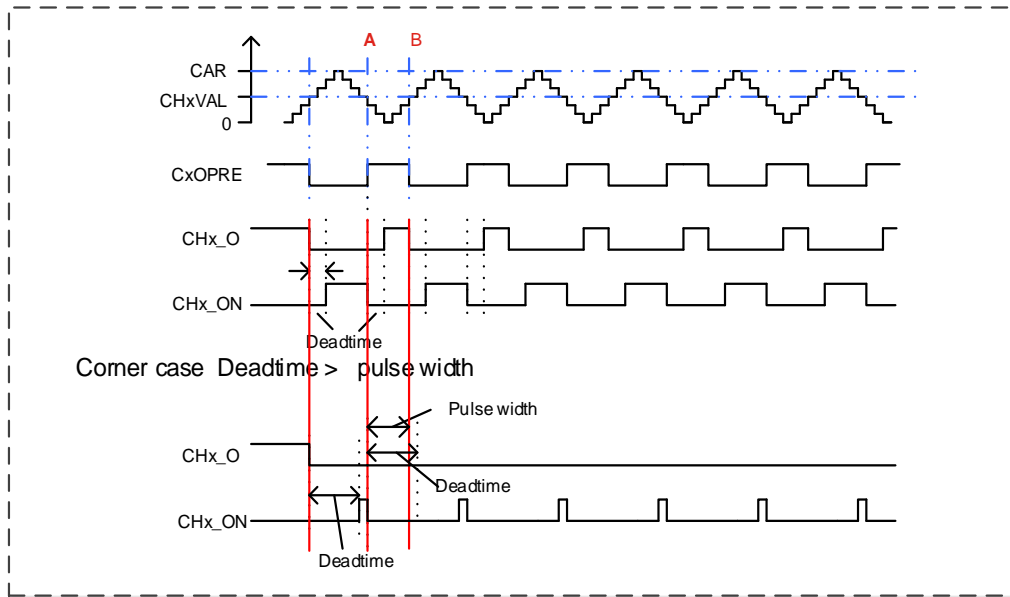 A B
CAR
CHxVAL
0
CxOPRE
CHx_O
CHx_ON
Deadtime
Corner case Deadtime > pulse width
Pulse width
CHx_O
Deadtime
CHx_ON
Deadtime